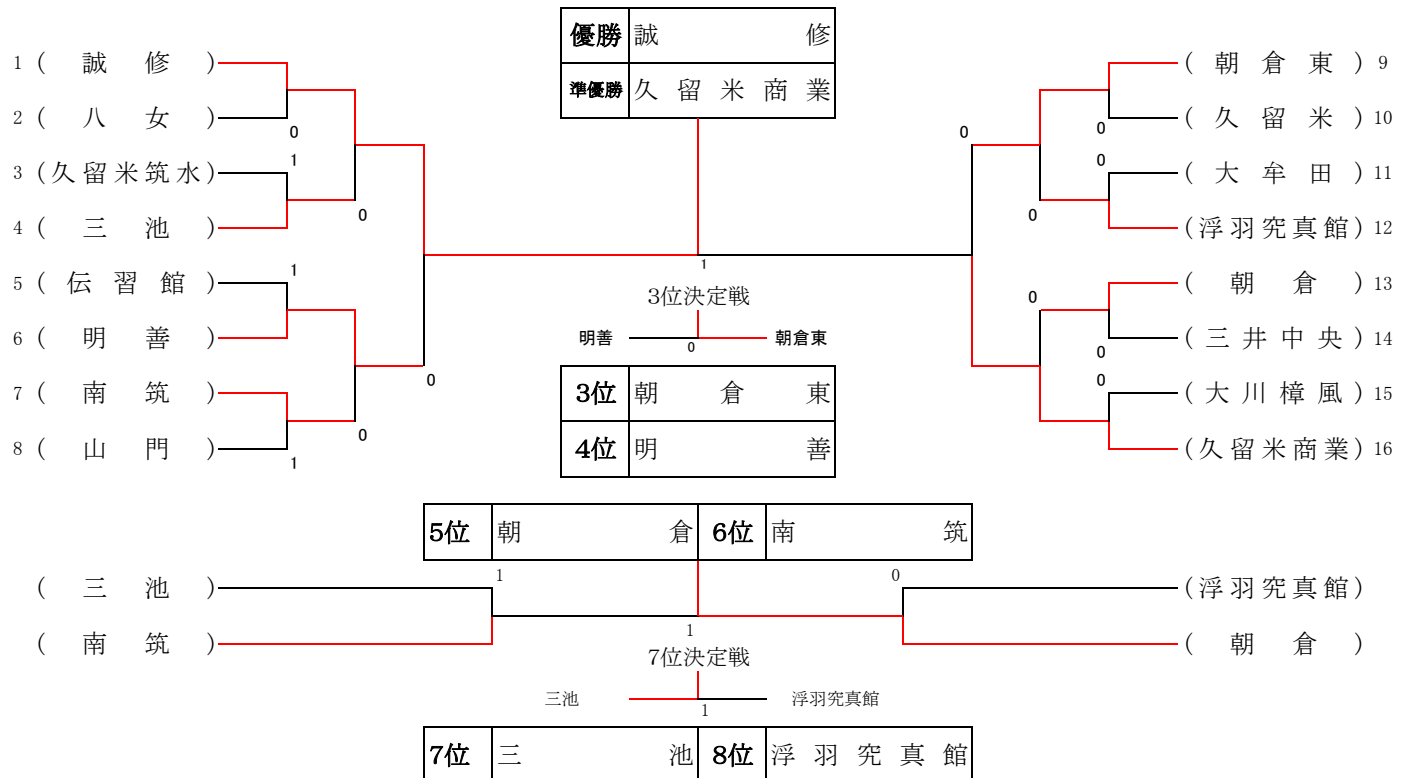 優勝 誠修
準優勝 久留米商業
1 ( 誠修 )
2 ( 八女 )
0
1
3 (久留米筑水)
4 ( 三池 )
0
5 ( 伝習館 )
1
6 ( 明善 )
7 ( 南筑 )
0
8 ( 山門 )
1
0
( 朝倉東 ) 9
0
( 久留米 ) 10
0
0
( 大牟田 ) 11
(浮羽究真館) 12
0
( 朝倉 ) 13
0
( 三井中央 ) 14
0
0
(大川樟風) 15
(久留米商業) 16
1
3位決定戦
明善 0 朝倉東
3位 朝倉東
4位 明善
5位 朝倉 6位 南筑
1 0
( 三池 ) (浮羽究真館)
( 南筑 ) ( 朝倉 )
1
7位決定戦
三池 1 浮羽究真館
7位 三池 8位 浮羽究真館